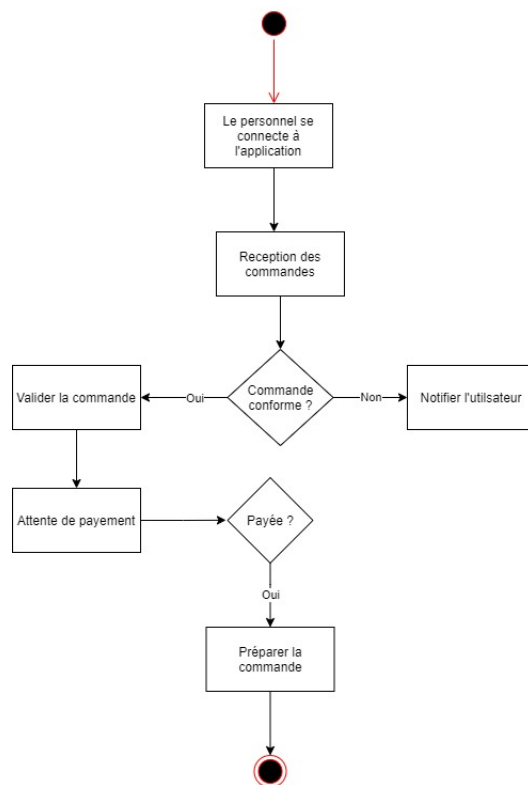 Le personnel se
connecte à
l'application
Reception des
commandes
Valider la commande
Oui
Commande
conforme ?
Non
Notifier l'utilsateur
Attente de payement
Payée ?
Oui
Préparer la
commande